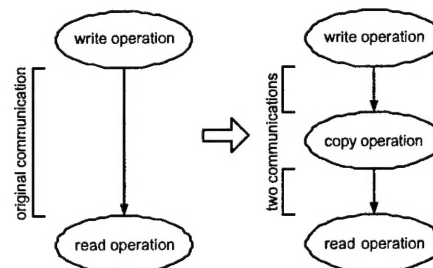 write operation
original communication
read operation
write operation
two communications
copy operation
read operation